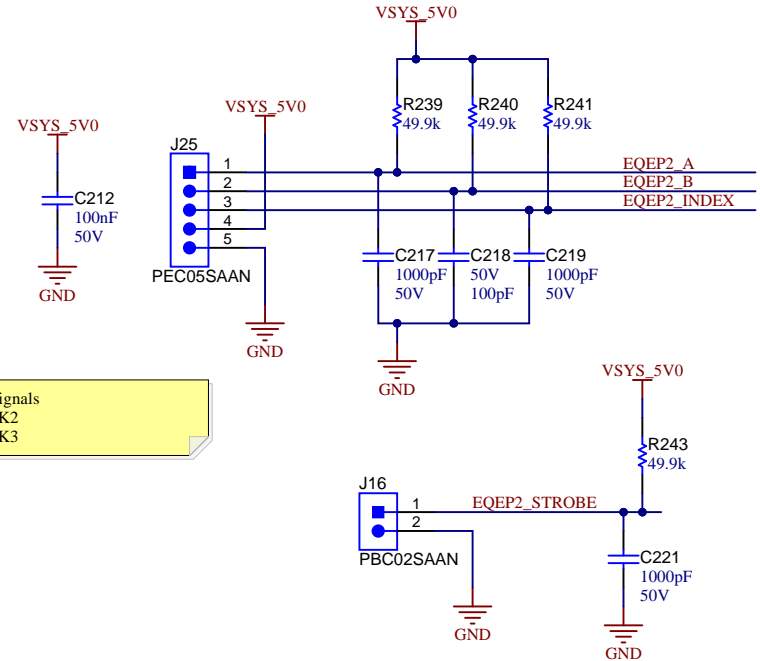 VSYS_5V0
R239
49.9k
R240
49.9k
R241
49.9k
VSYS_5V0
VSYS_5V0
J25
C212
100nF
50V
GND
1
2
3
4
5
PEC05SAAN
EQEP2_A
EQEP2_B
EQEP2_INDEX
C217
1000pF
50V
C218
50V
100pF
C219
1000pF
50V
GND
GND
ignals
K2
K3
VSYS_5V0
R243
49.9k
J16
1
2
EQEP2_STROBE
PBC02SAAN
C221
1000pF
50V
GND
GND